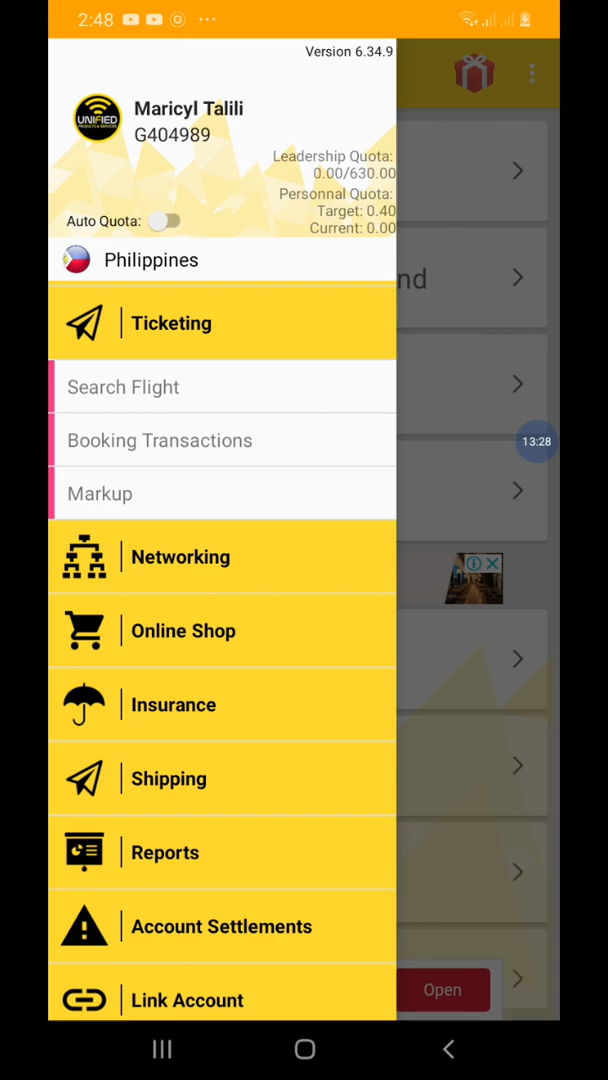 2:48
Version 6.34.9
UNIFIED
PRODUCTS & SERVICES
Maricyl Talili
G404989
Leadership Quota:
0.00/630.00
Personnal Quota:
Target: 0.40
Current: 0.00
Auto Quota:
Philippines
nd
Ticketing
Search Flight
Booking Transactions
13:28
Markup
Networking
Online Shop
Insurance
Shipping
Reports
Account Settlements
Open
Link Account